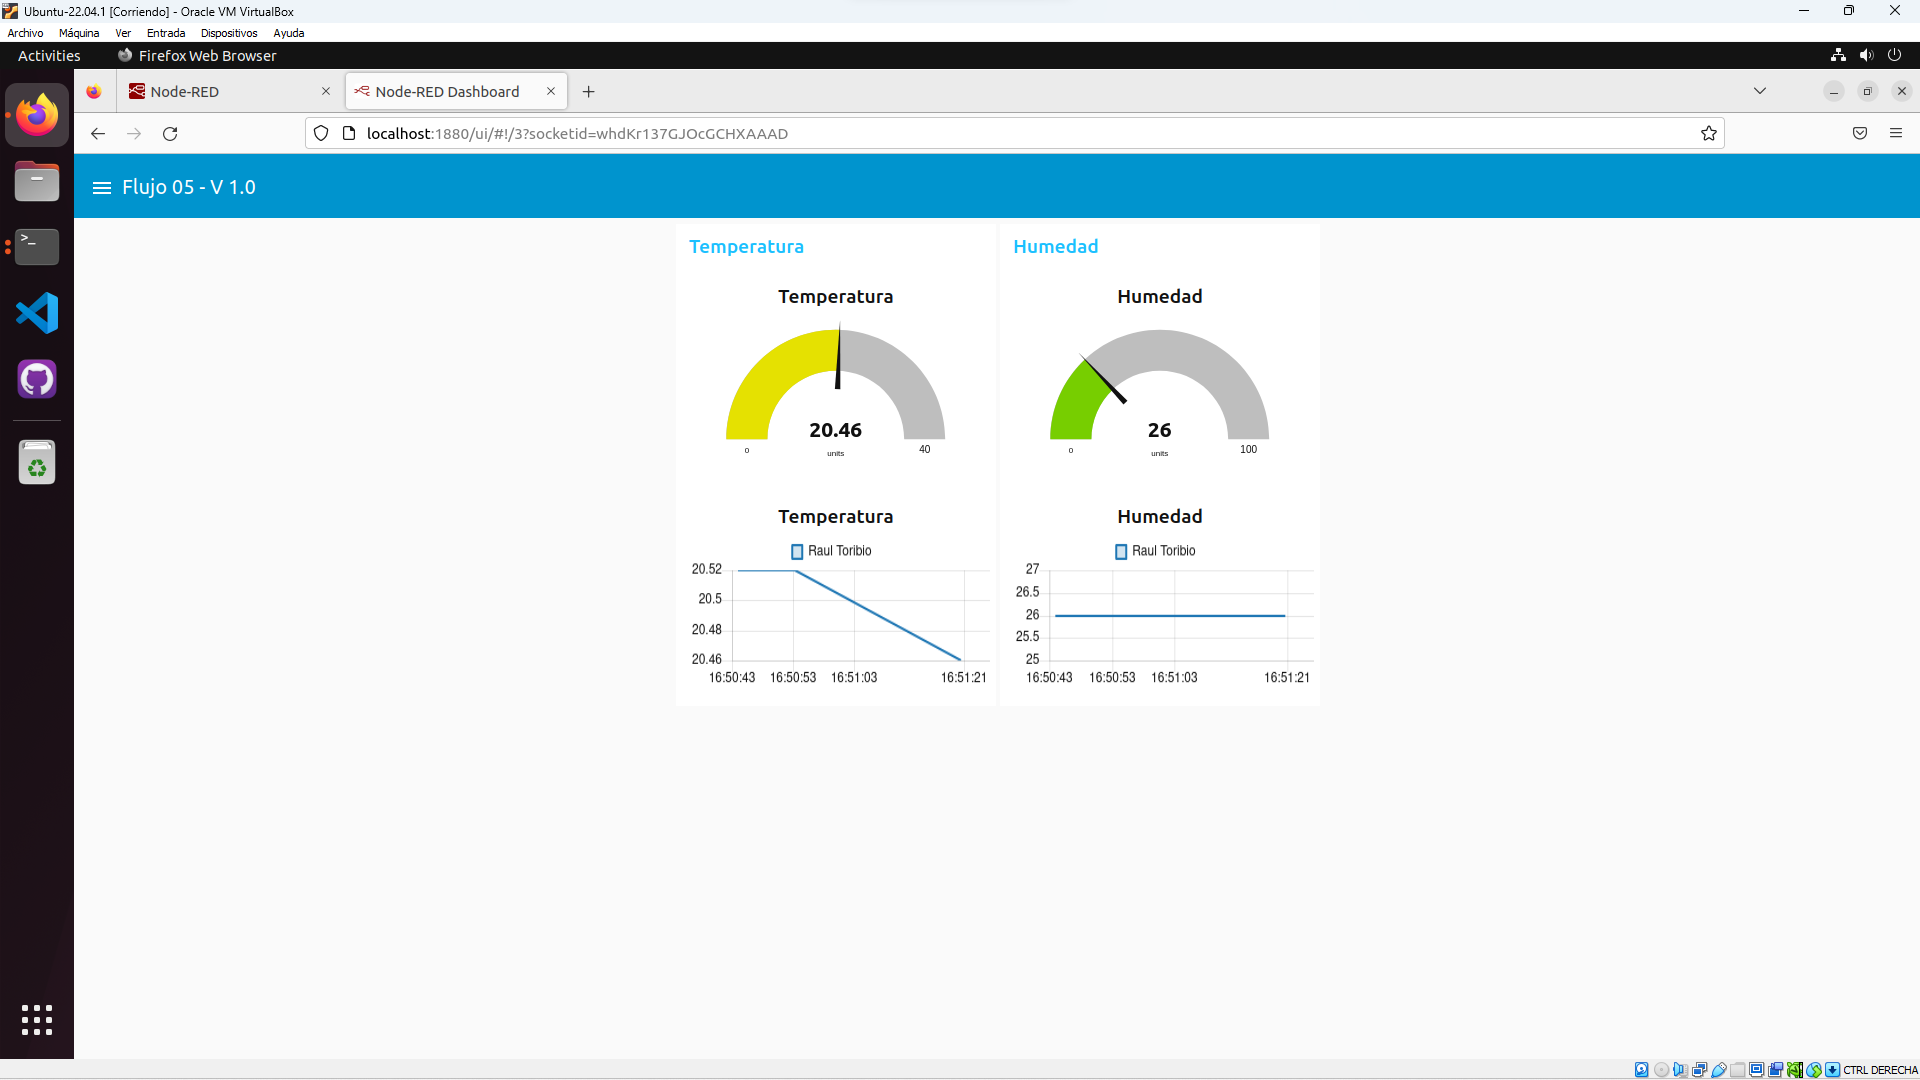 Ubuntu-22.04.1 [Corriendo] - Oracle VM VirtualBox
Archivo Máquina Ver Entrada Dispositivos Ayuda
Activities Firefox Web Browser
Node-RED Node-RED Dashboard
localhost:1880/ui/#!/3?socketid=whdKr137GJOcGCHXAAAD
Flujo 05 - V 1.0
Temperatura
Temperatura
20.46
units
0
40
Temperatura
Raul Toribio
20.52
20.5
20.48
20.46
16:50:43 16:50:53 16:51:03 16:51:21
Humedad
Humedad
26
units
0
100
Humedad
Raul Toribio
27
26.5
26
25.5
25
16:50:43 16:50:53 16:51:03 16:51:21
CTRL DERECHA